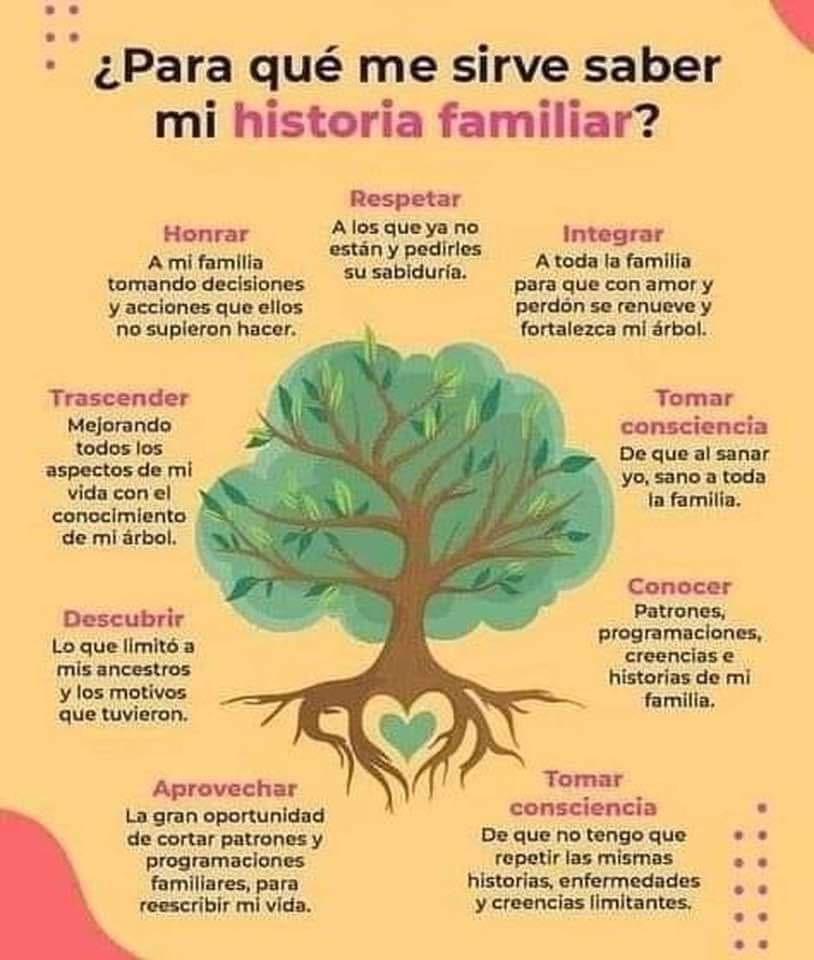 ¿Para qué me sirve saber
mi historia familiar?
Respetar
A los que ya no
están y pedirles
su sabiduría.
Honrar
A mi familia
tomando decisiones
y acciones que ellos
no supieron hacer.
Integrar
A toda la familia
para que con amor y
perdón se renueve y
fortalezca mi árbol.
Trascender
Mejorando
todos los
aspectos de mi
vida con el
conocimiento
de mi árbol.
Tomar
consciencia
De que al sanar
yo, sano a toda
la familia.
Descubrir
Lo que limitó a
mis ancestros
y los motivos
que tuvieron.
Conocer
Patrones,
programaciones,
creencias e
historias de mi
familia.
Aprovechar
La gran oportunidad
de cortar patrones y
programaciones
familiares, para
reescribir mi vida.
Tomar
consciencia
De que no tengo que
repetir las mismas
historias, enfermedades
y creencias limitantes.